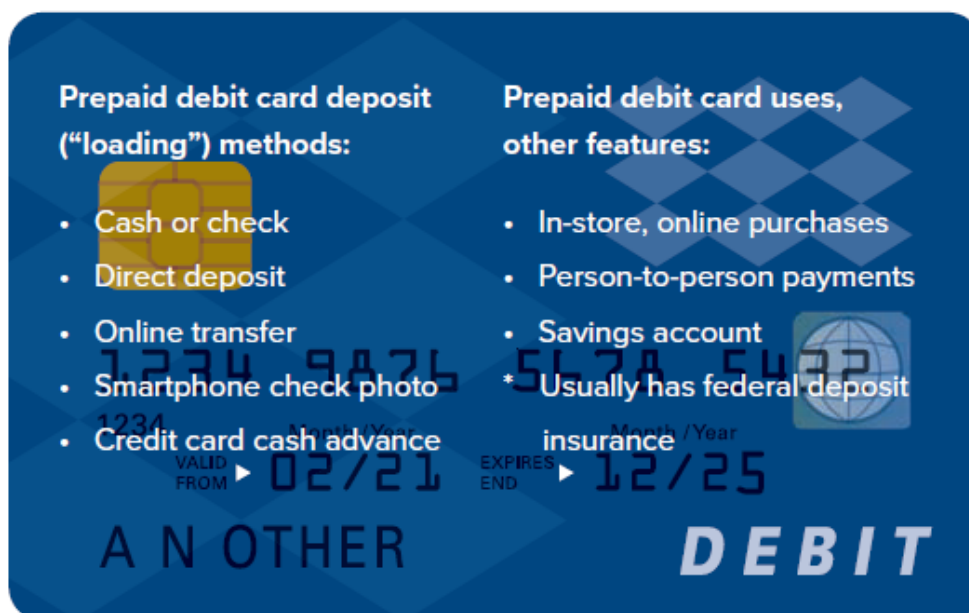 Prepaid debit card deposit
(“loading”) methods:
• Cash or check
• Direct deposit
• Online transfer
• Smartphone check photo
• Credit card cash advance
Prepaid debit card uses,
other features:
• In-store, online purchases
• Person-to-person payments
• Savings account
* Usually has federal deposit
insurance
1234 9876 5678 5432
1234
Month/Year
Month /Year
VALID
FROM
02/21
EXPIRES
END
12/25
A N OTHER
DEBIT